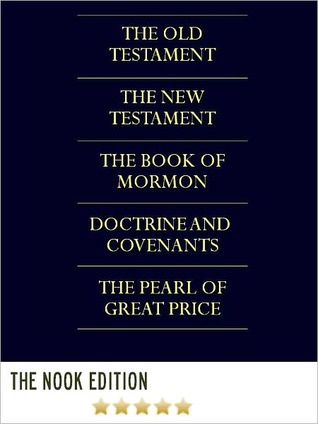 THE OLD
TESTAMENT
THE NEW
TESTAMENT
THE BOOK OF
MORMON
DOCTRINE AND
COVENANTS
THE PEARL OF
GREAT PRICE
THE NOOK EDITION